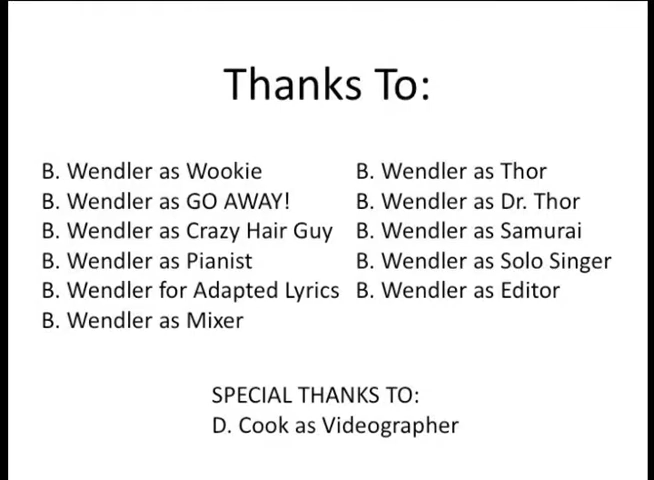 Thanks To:
B. Wendler as Wookie
B. Wendler as GO AWAY!
B. Wendler as Crazy Hair Guy
B. Wendler as Pianist
B. Wendler for Adapted Lyrics
B. Wendler as Mixer
B. Wendler as Thor
B. Wendler as Dr. Thor
B. Wendler as Samurai
B. Wendler as Solo Singer
B. Wendler as Editor
SPECIAL THANKS TO:
D. Cook as Videographer